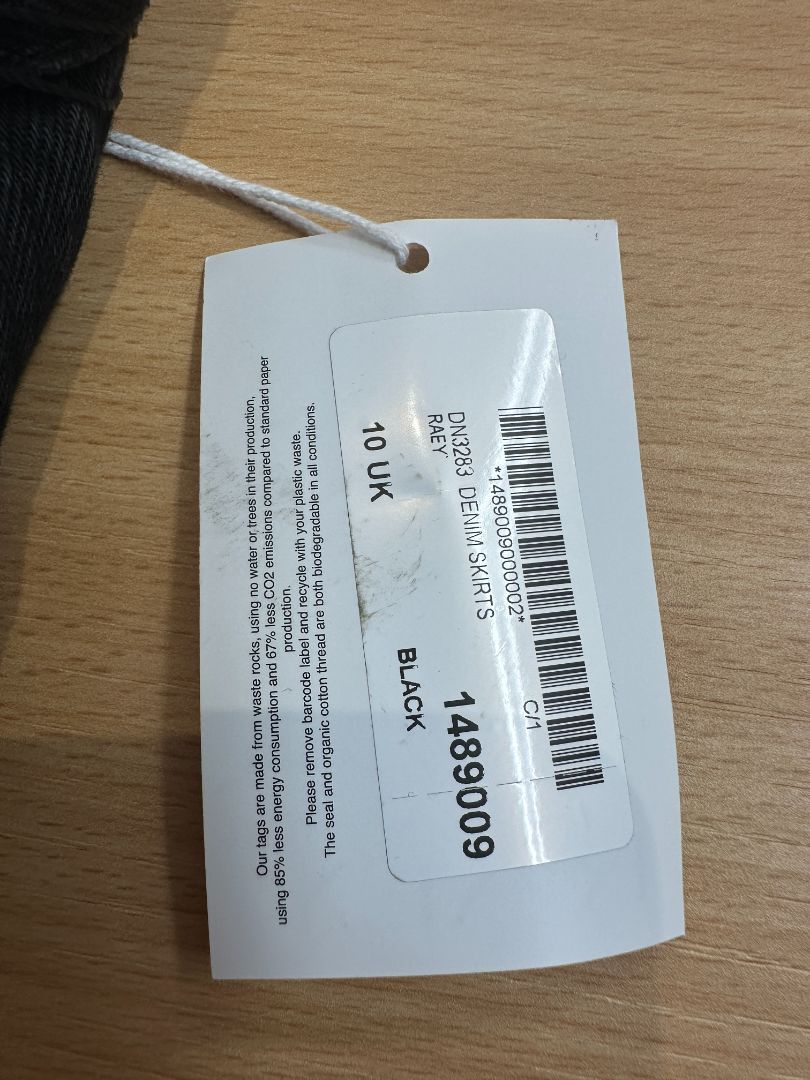 *1489009000002*
C/1
DN3283 DENIM SKIRTS
RAEY
1489009
10 UK
BLACK
Our tags are made from waste rocks, using no water or trees in their production,
using 85% less energy consumption and 67% less CO2 emissions compared to standard paper
production.
Please remove barcode label and recycle with your plastic waste.
The seal and organic cotton thread are both biodegradable in all conditions.